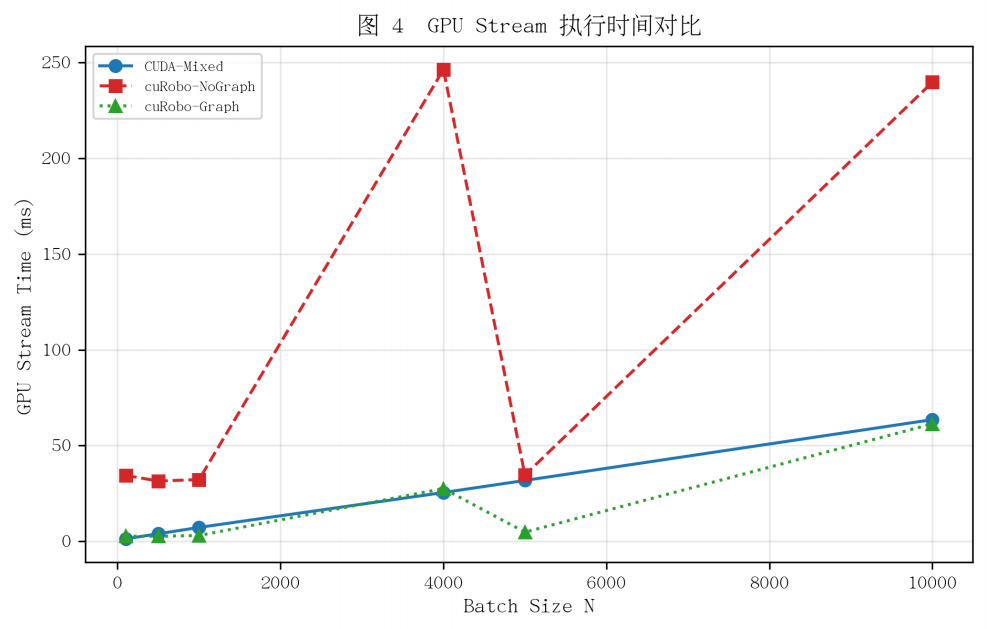 图 4 GPU Stream 执行时间对比
CUDA-Mixed
cuRobo-NoGraph
cuRobo-Graph
GPU Stream Time (ms)
250
200
150
100
50
0
0 2000 4000 6000 8000 10000
Batch Size N